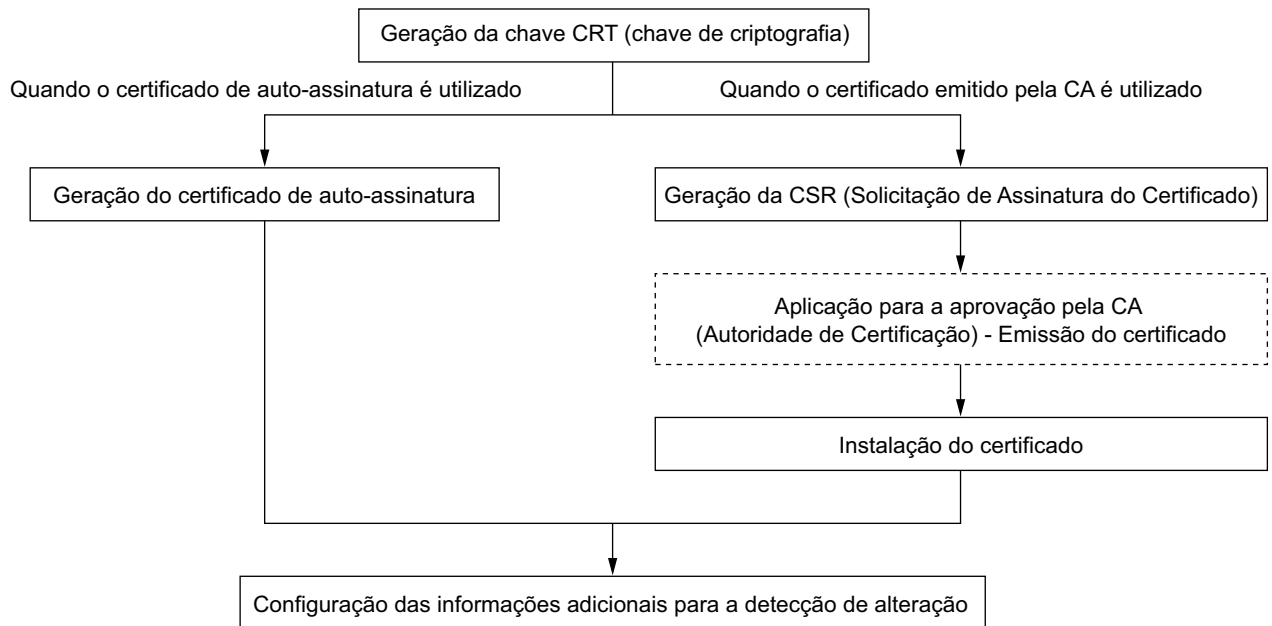 Geração da chave CRT (chave de criptografia)
Quando o certificado de auto-assinatura é utilizado
Quando o certificado emitido pela CA é utilizado
Geração do certificado de auto-assinatura
Geração da CSR (Solicitação de Assinatura do Certificado)
Aplicação para a aprovação pela CA
(Autoridade de Certificação) - Emissão do certificado
Instalação do certificado
Configuração das informações adicionais para a detecção de alteração